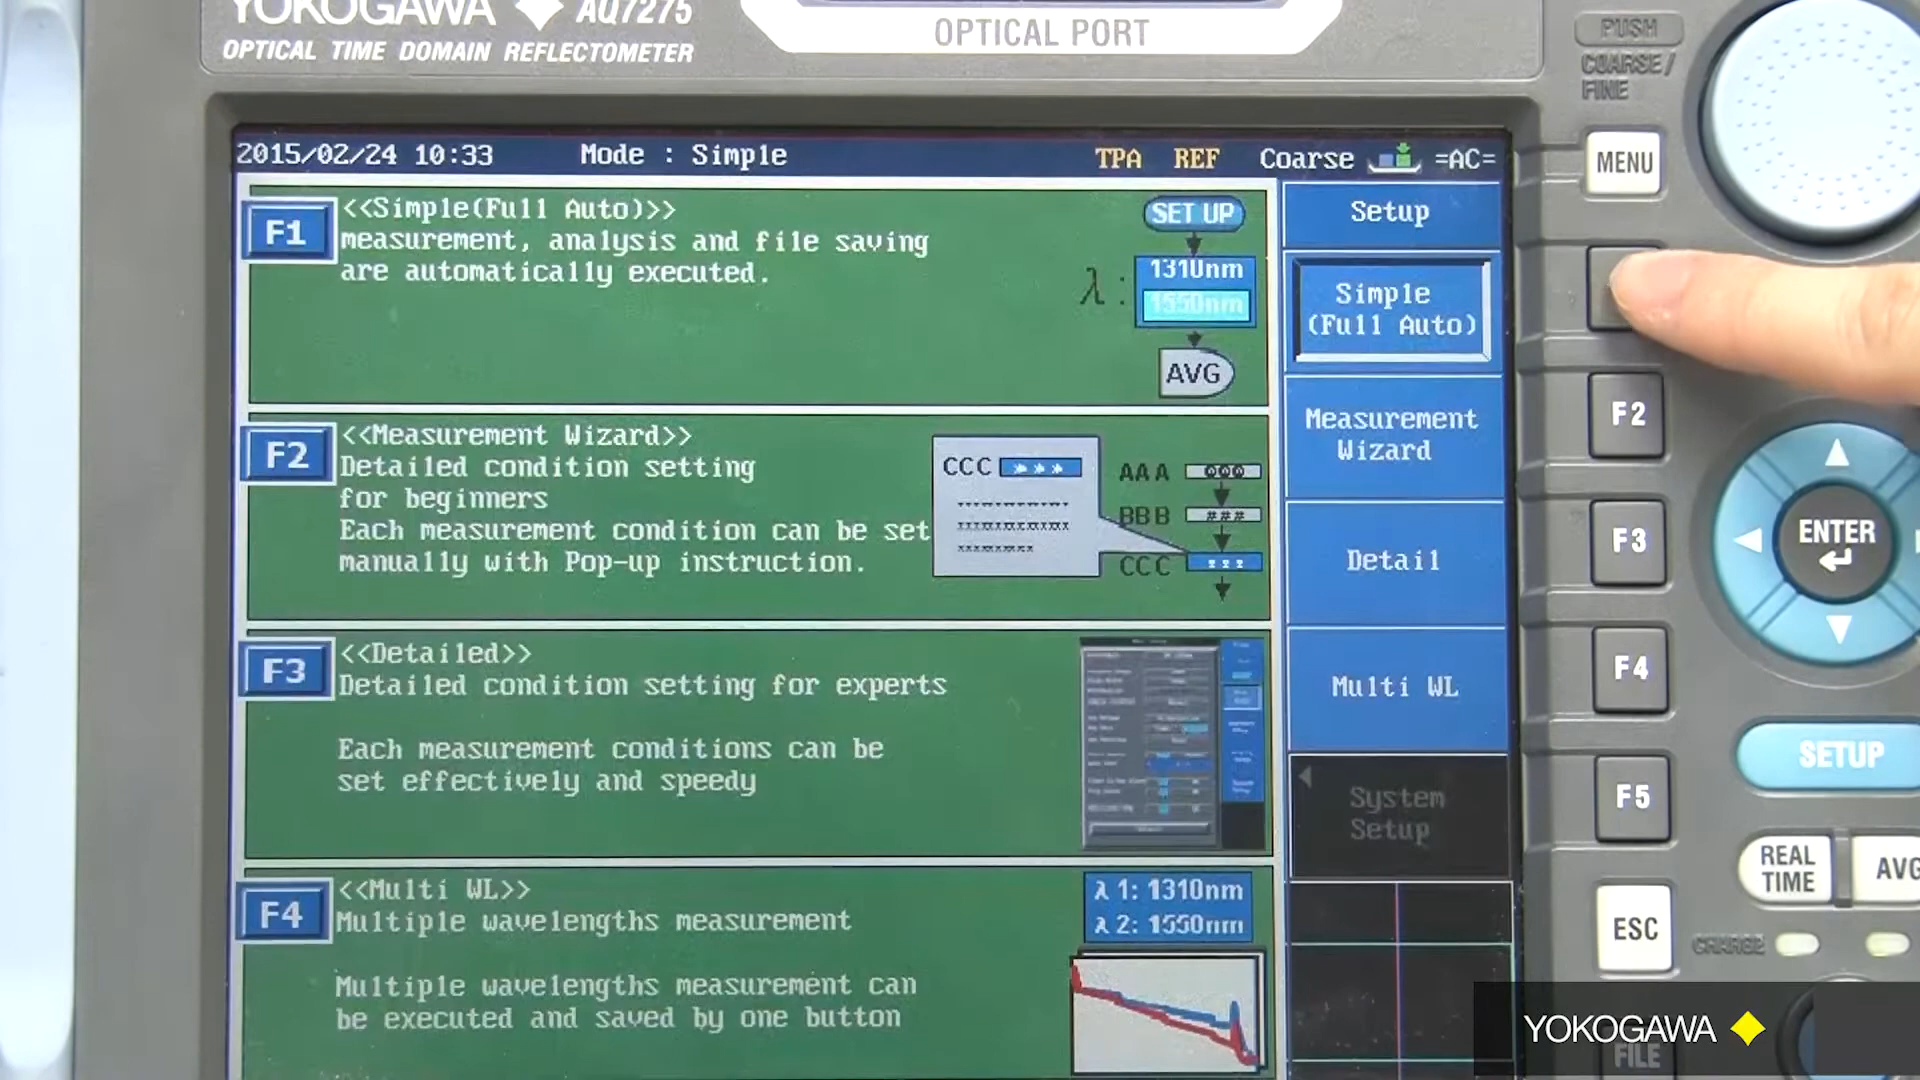 YOKOGAWA AQ7275
OPTICAL TIME DOMAIN REFLECTOMETER
OPTICAL PORT
PUSH
COARSE/
FINE
2015/02/24 10:33 Mode : Simple TPA REF Coarse =AC=
MENU
F1
<<Simple(Full Auto)>>
measurement, analysis and file saving
are automatically executed.
SET UP
λ :
1310nm
1550nm
AVG
F2
<<Measurement Wizard>>
Detailed condition setting
for beginners
Each measurement condition can be set
manually with Pop-up instruction.
CCC
AAA
BBB ###
CCC
F3
<<Detailed>>
Detailed condition setting for experts
Each measurement conditions can be
set effectively and speedy
F4
<<Multi WL>>
Multiple wavelengths measurement
Multiple wavelengths measurement can
be executed and saved by one button
λ 1: 1310nm
λ 2: 1550nm
Setup
Simple
(Full Auto)
Measurement
Wizard
Detail
Multi WL
System
Setup
F2
F3
F4
F5
ESC
ENTER
SETUP
REAL
TIME
AVG
CHARGE
FILE
YOKOGAWA